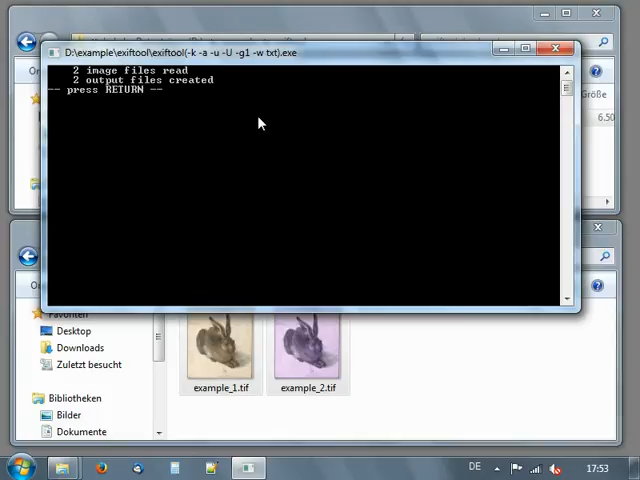 D:\example\exiftool\exiftool(-k -a -u -U -g1 -w txt).exe
2 image files read
2 output files created
-- press RETURN --
Größe
6.50
Favoriten
Desktop
Downloads
Zuletzt besucht
Bibliotheken
Bilder
Dokumente
example_1.tif
example_2.tif
DE
17:53